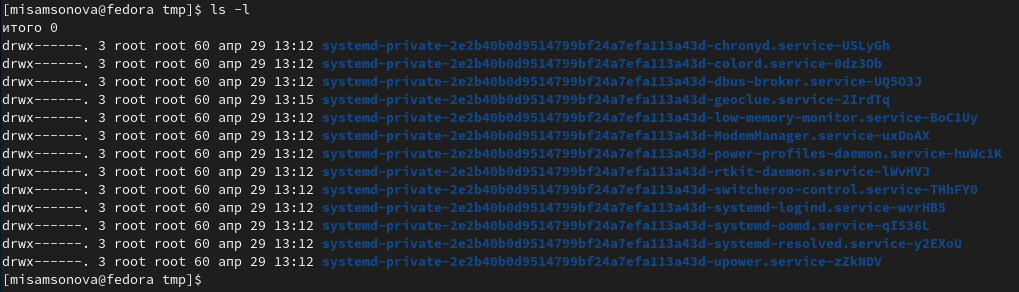 [misamsonova@fedora tmp]$ ls -l
итого 0
drwx------. 3 root root 60 апр 29 13:12 systemd-private-2e2b40b0d9514799bf24a7efa113a43d-chronyd.service-USLyGh
drwx------. 3 root root 60 апр 29 13:12 systemd-private-2e2b40b0d9514799bf24a7efa113a43d-colord.service-0dz3Ob
drwx------. 3 root root 60 апр 29 13:12 systemd-private-2e2b40b0d9514799bf24a7efa113a43d-dbus-broker.service-UQ5O3J
drwx------. 3 root root 60 апр 29 13:15 systemd-private-2e2b40b0d9514799bf24a7efa113a43d-geoclue.service-2IrdTq
drwx------. 3 root root 60 апр 29 13:12 systemd-private-2e2b40b0d9514799bf24a7efa113a43d-low-memory-monitor.service-BoC1Uy
drwx------. 3 root root 60 апр 29 13:12 systemd-private-2e2b40b0d9514799bf24a7efa113a43d-ModemManager.service-uxDoAX
drwx------. 3 root root 60 апр 29 13:12 systemd-private-2e2b40b0d9514799bf24a7efa113a43d-power-profiles-daemon.service-huWc1K
drwx------. 3 root root 60 апр 29 13:12 systemd-private-2e2b40b0d9514799bf24a7efa113a43d-rtkit-daemon.service-lWvHVJ
drwx------. 3 root root 60 апр 29 13:12 systemd-private-2e2b40b0d9514799bf24a7efa113a43d-switcheroo-control.service-THhFY0
drwx------. 3 root root 60 апр 29 13:12 systemd-private-2e2b40b0d9514799bf24a7efa113a43d-systemd-logind.service-wvrHB5
drwx------. 3 root root 60 апр 29 13:12 systemd-private-2e2b40b0d9514799bf24a7efa113a43d-systemd-oomd.service-qIS36L
drwx------. 3 root root 60 апр 29 13:12 systemd-private-2e2b40b0d9514799bf24a7efa113a43d-systemd-resolved.service-y2EXoU
drwx------. 3 root root 60 апр 29 13:12 systemd-private-2e2b40b0d9514799bf24a7efa113a43d-upower.service-zZkNDV
[misamsonova@fedora tmp]$